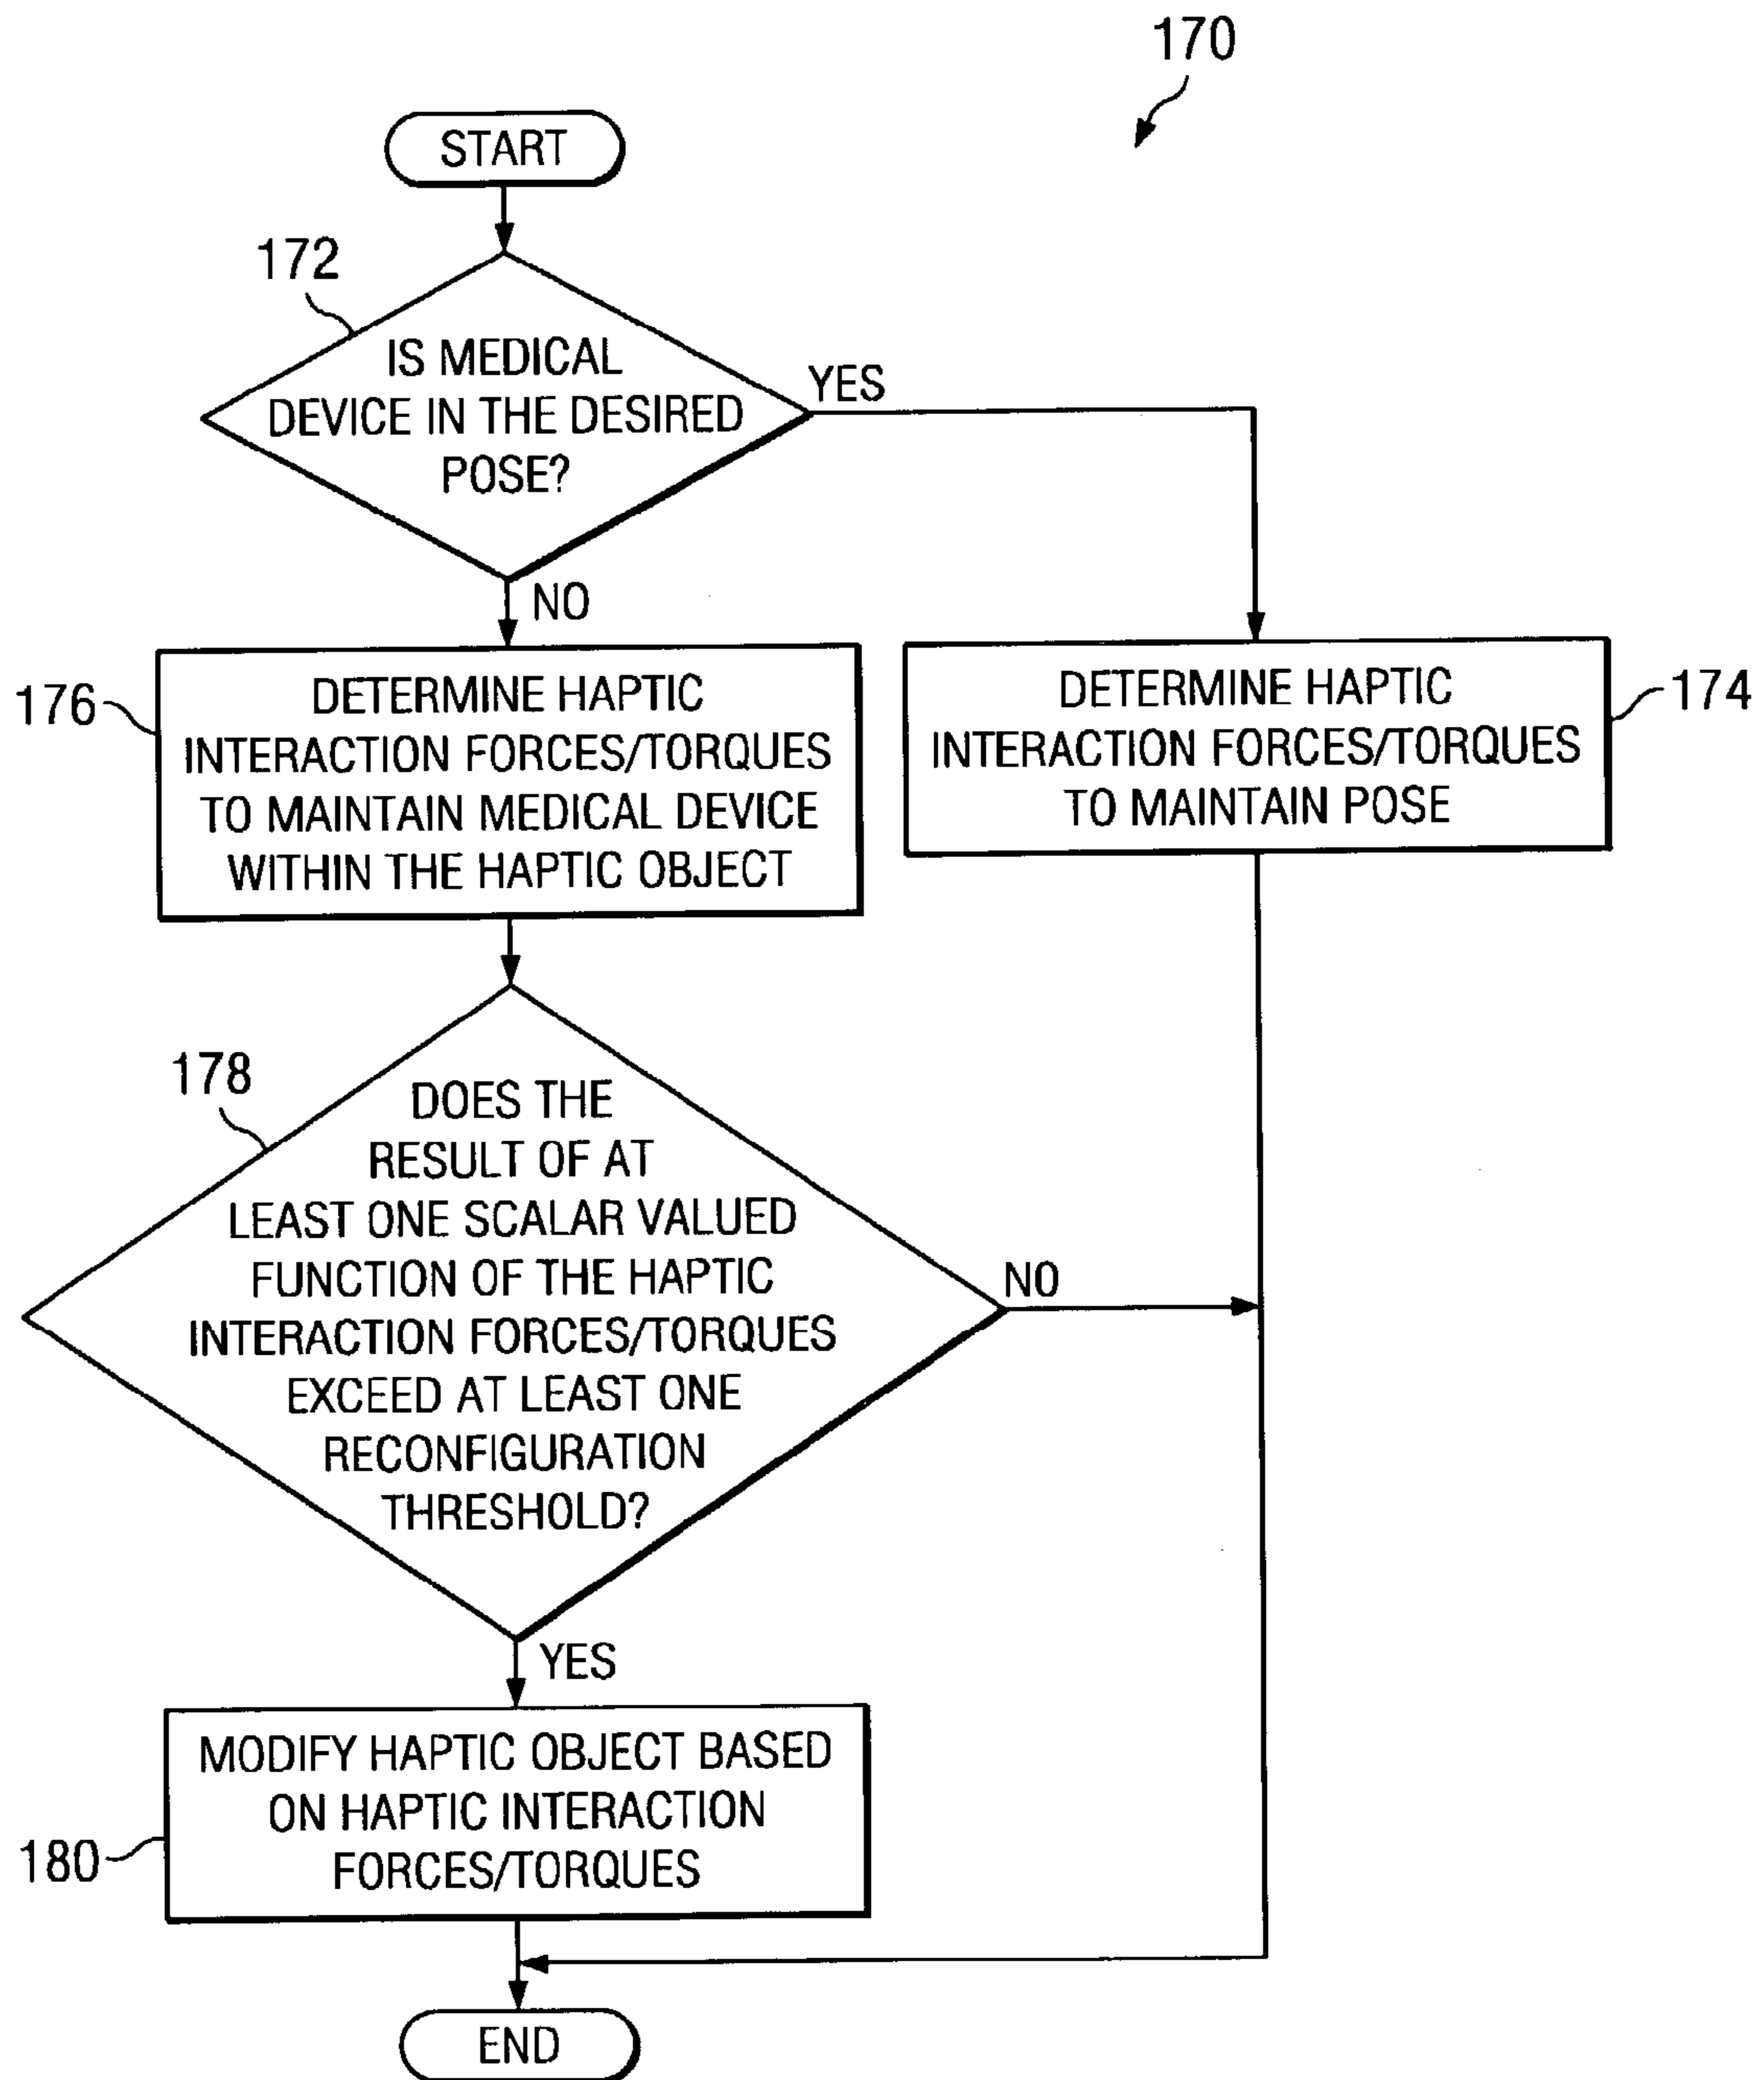 170
START
172
IS MEDICAL
DEVICE IN THE DESIRED
POSE?
YES
NO
176
DETERMINE HAPTIC
INTERACTION FORCES/TORQUES
TO MAINTAIN MEDICAL DEVICE
WITHIN THE HAPTIC OBJECT
DETERMINE HAPTIC
INTERACTION FORCES/TORQUES
TO MAINTAIN POSE
174
178
DOES THE
RESULT OF AT
LEAST ONE SCALAR VALUED
FUNCTION OF THE HAPTIC
INTERACTION FORCES/TORQUES
EXCEED AT LEAST ONE
RECONFIGURATION
THRESHOLD?
NO
YES
MODIFY HAPTIC OBJECT BASED
ON HAPTIC INTERACTION
FORCES/TORQUES
180
END